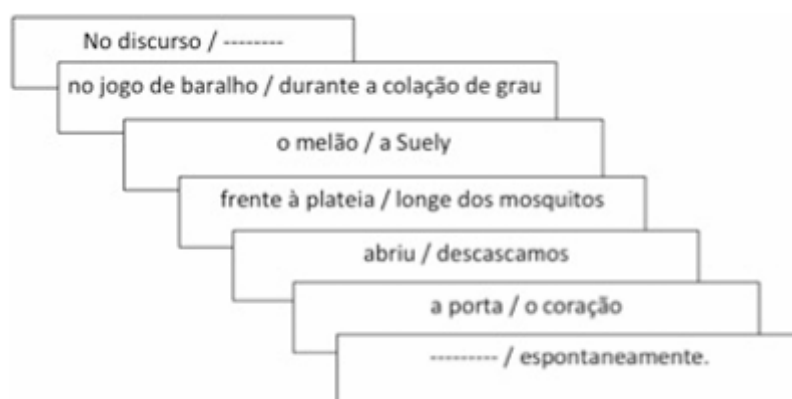 No discurso / --------
no jogo de baralho / durante a colação de grau
o melão / a Suely
frente à plateia / longe dos mosquitos
abriu / descascamos
a porta / o coração
--------- / espontaneamente.